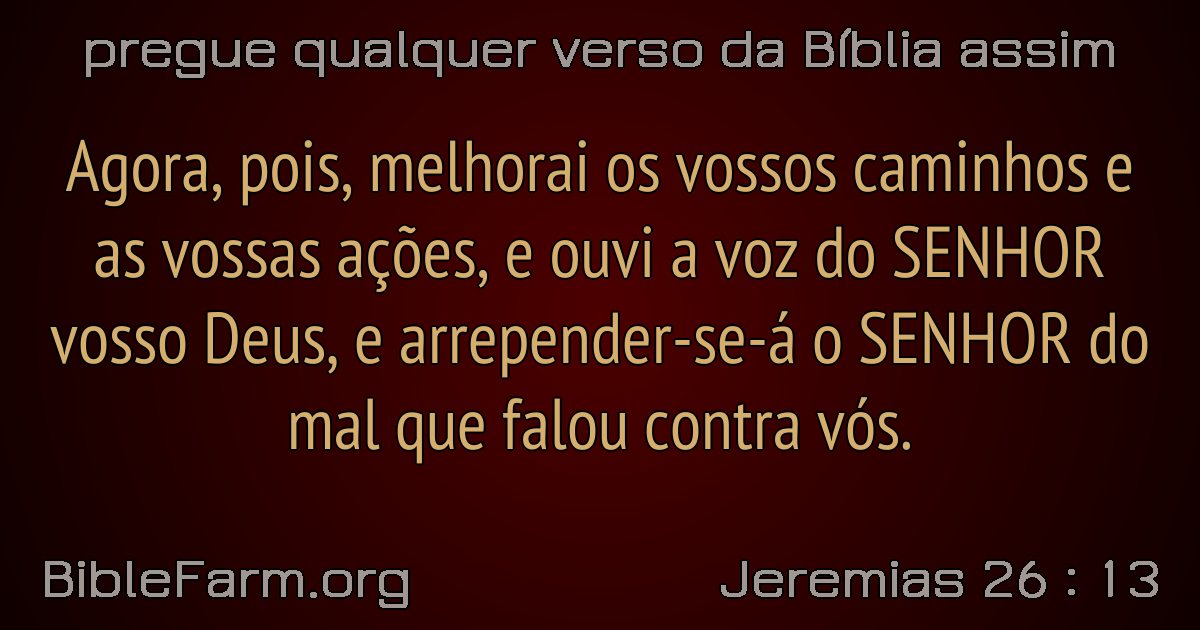 pregue qualquer verso da Bíblia assim
Agora, pois, melhorai os vossos caminhos e
as vossas ações, e ouvi a voz do SENHOR
vosso Deus, e arrepender-se-á o SENHOR do
mal que falou contra vós.
BibleFarm.org
Jeremias 26 : 13